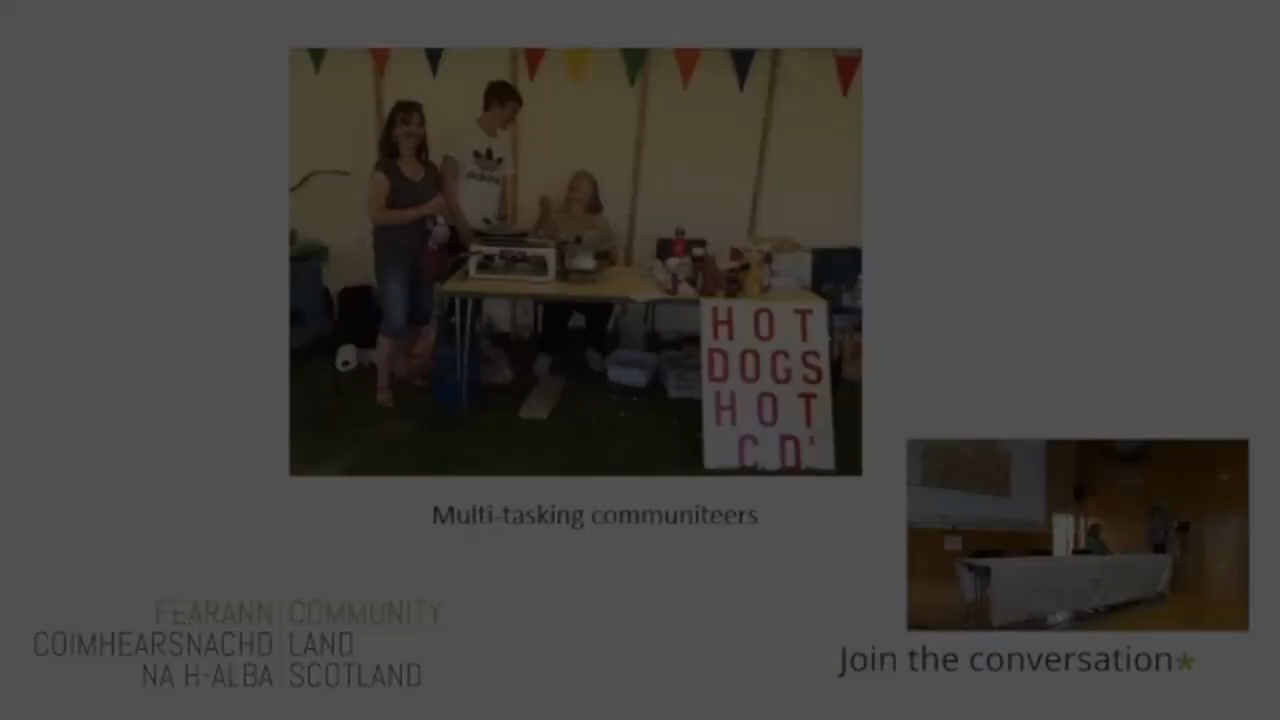 HOT
DOGS
HOT
Multi-tasking communiteers
FEARANN COMMUNITY
COIMHEARSNACHD LAND
NA H-ALBA SCOTLAND
Join the conversation*